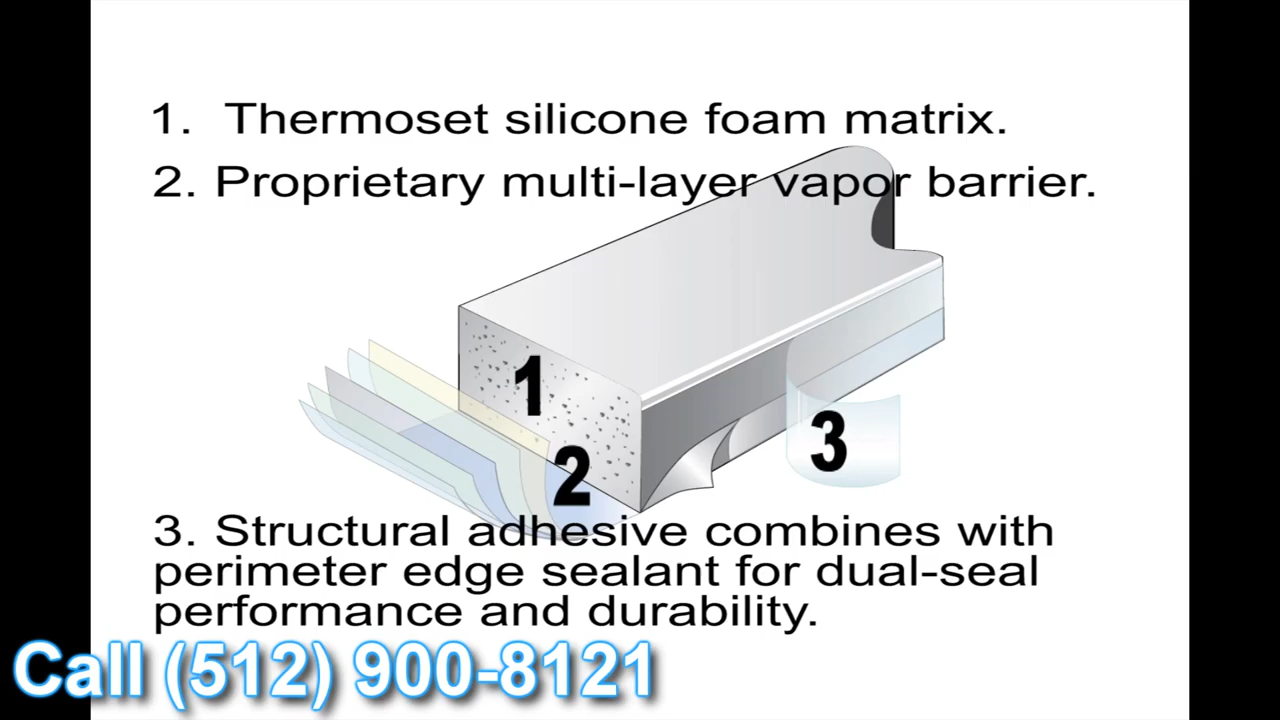 1. Thermoset silicone foam matrix.
2. Proprietary multi-layer vapor barrier.
1
2
3
3. Structural adhesive combines with
perimeter edge sealant for dual-seal
performance and durability.
Call (512) 900-8121